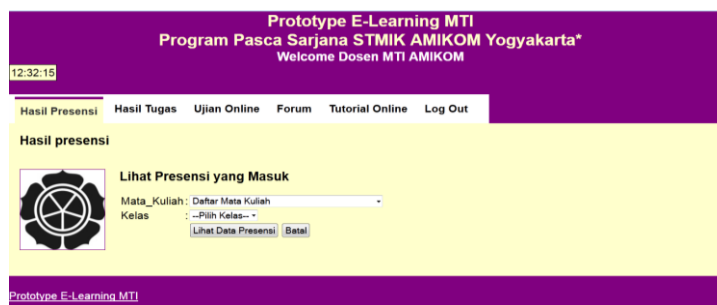 Prototype E-Learning MTI
Program Pasca Sarjana STMIK AMIKOM Yogyakarta*
Welcome Dosen MTI AMIKOM
12:32:15
Hasil Presensi Hasil Tugas Ujian Online Forum Tutorial Online Log Out
Hasil presensi
Lihat Presensi yang Masuk
Mata_Kuliah : Daftar Mata Kuliah
Kelas : --Pilih Kelas--
Lihat Data Presensi Batal
Prototype E-Learning MTI